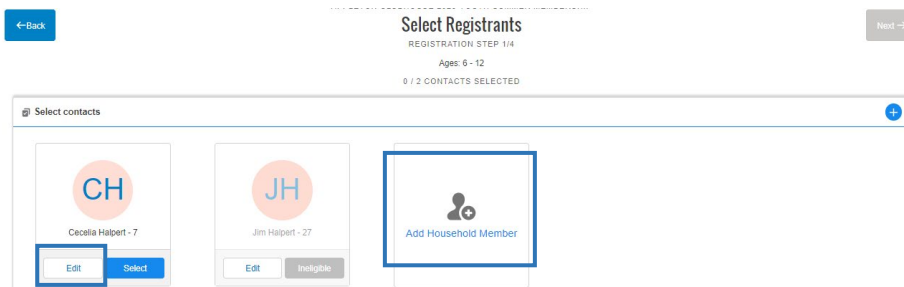 ←Back
Select Registrants
Next →
REGISTRATION STEP 1/4
Ages: 6 - 12
0 / 2 CONTACTS SELECTED
Select contacts
CH
JH
Cecelia Halpert - 7
Jim Halpert - 27
Add Household Member
Edit
Select
Edit
Ineligible